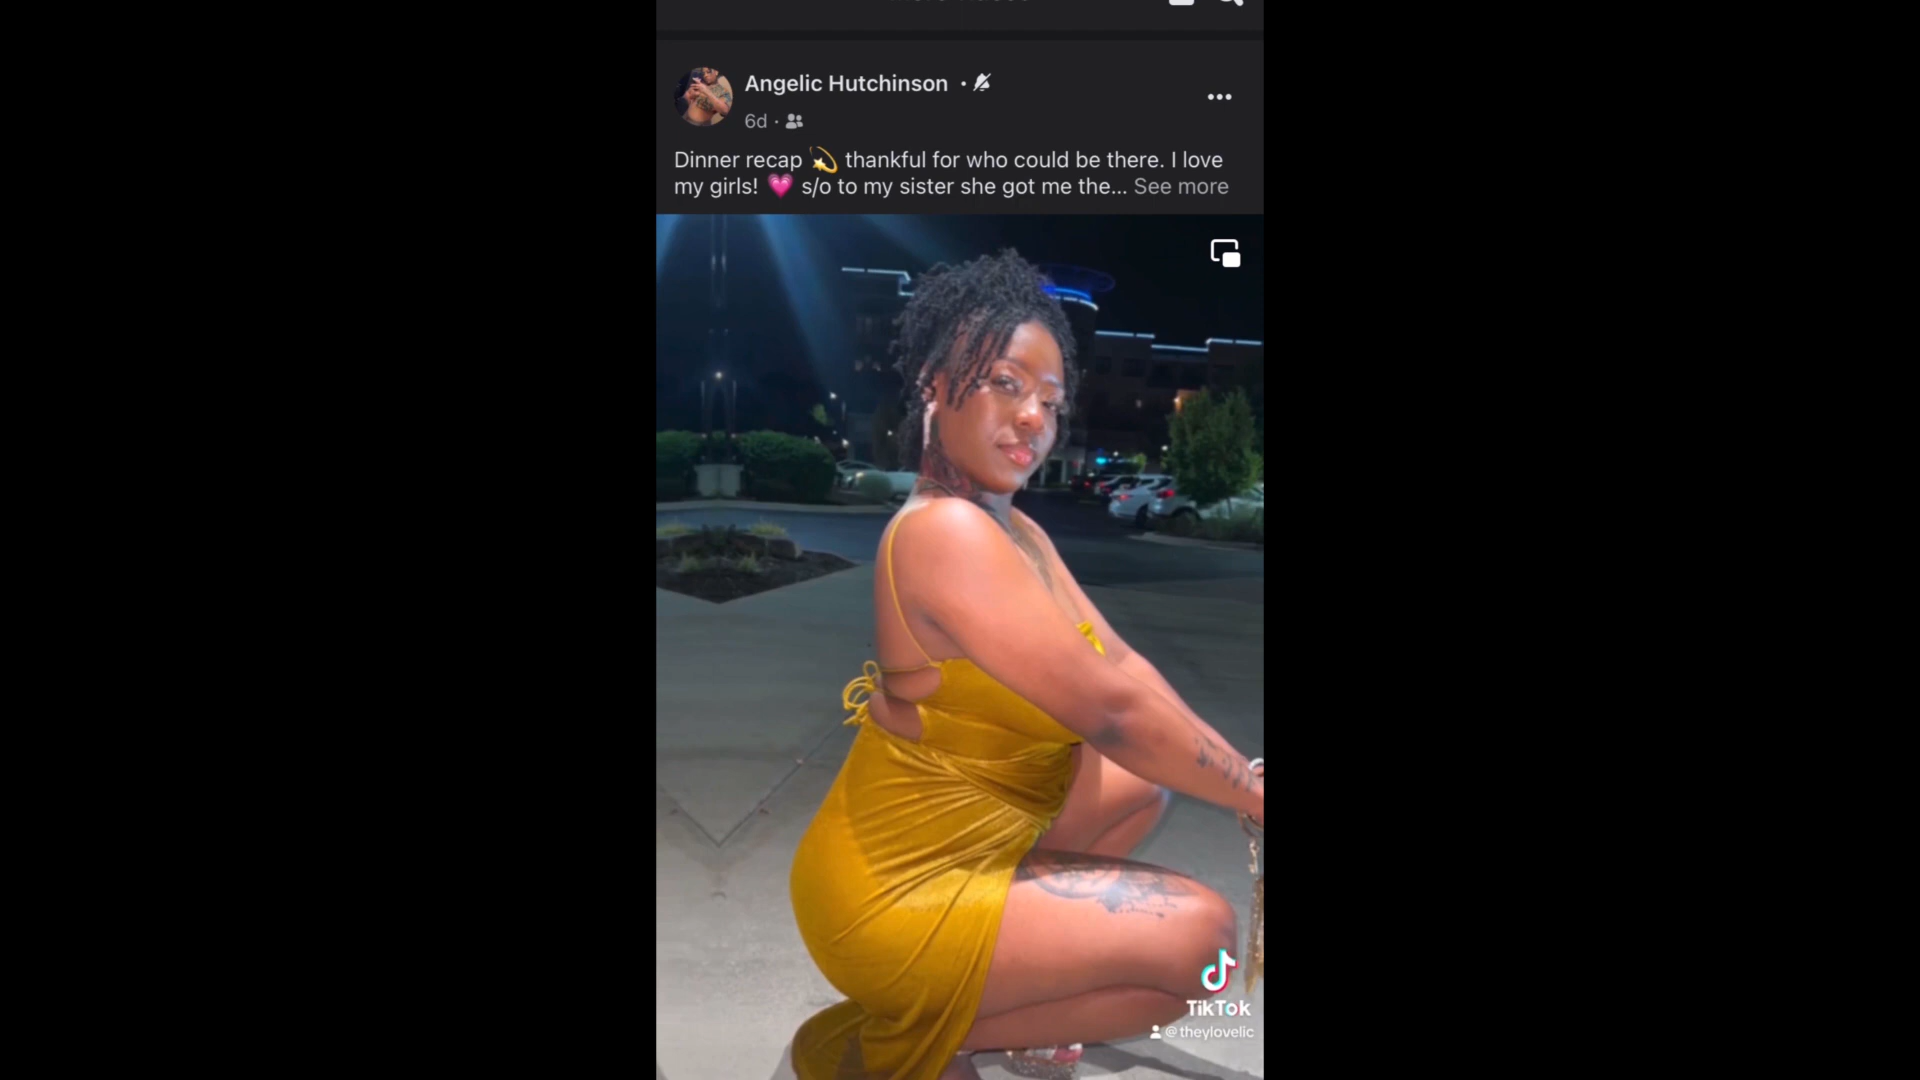 Angelic Hutchinson
6d
Dinner recap 💫 thankful for who could be there. I love
my girls! 💗 s/o to my sister she got me the... See more
TikTok
@theylovelic